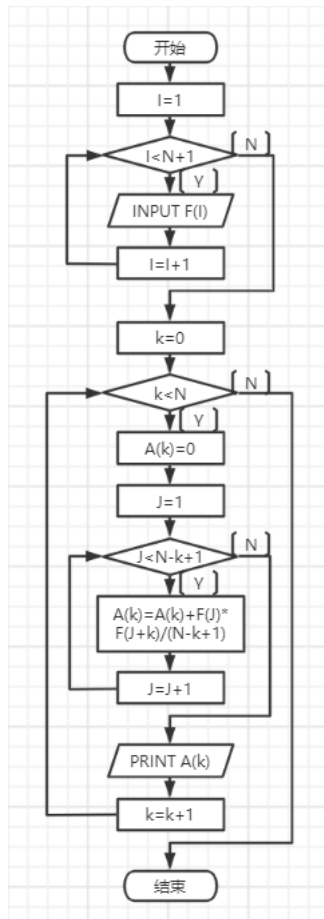 开始
I=1
I<N+1
N
Y
INPUT F(I)
I=I+1
k=0
k<N
N
Y
A(k)=0
J=1
J<N-k+1
N
Y
A(k)=A(k)+F(J)*
F(J+k)/(N-k+1)
J=J+1
PRINT A(k)
k=k+1
结束